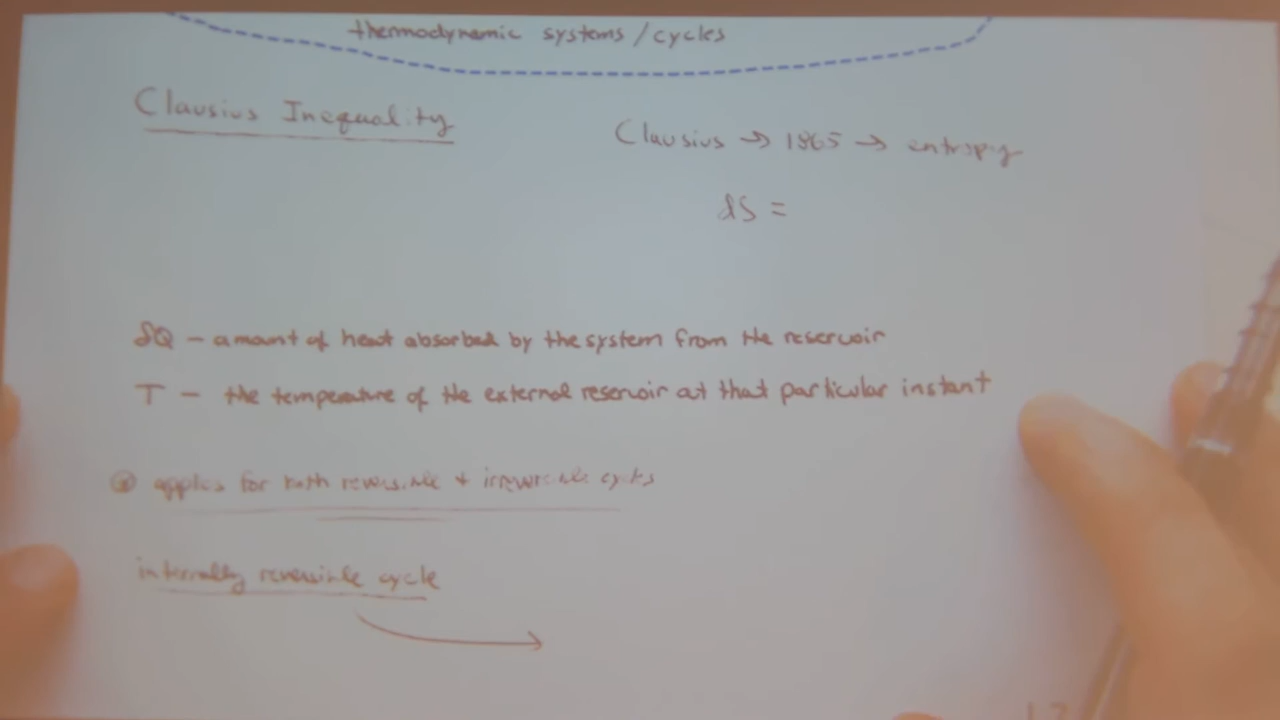 thermodynamic systems/cycles
Clausius Inequality
Clausius → 1865 → entropy
dS =
δQ - amount of heat absorbed by the system from the reservoir
T - the temperature of the external reservoir at that particular instant
applies for both reversible + irreversible cycles
internally reversible cycle